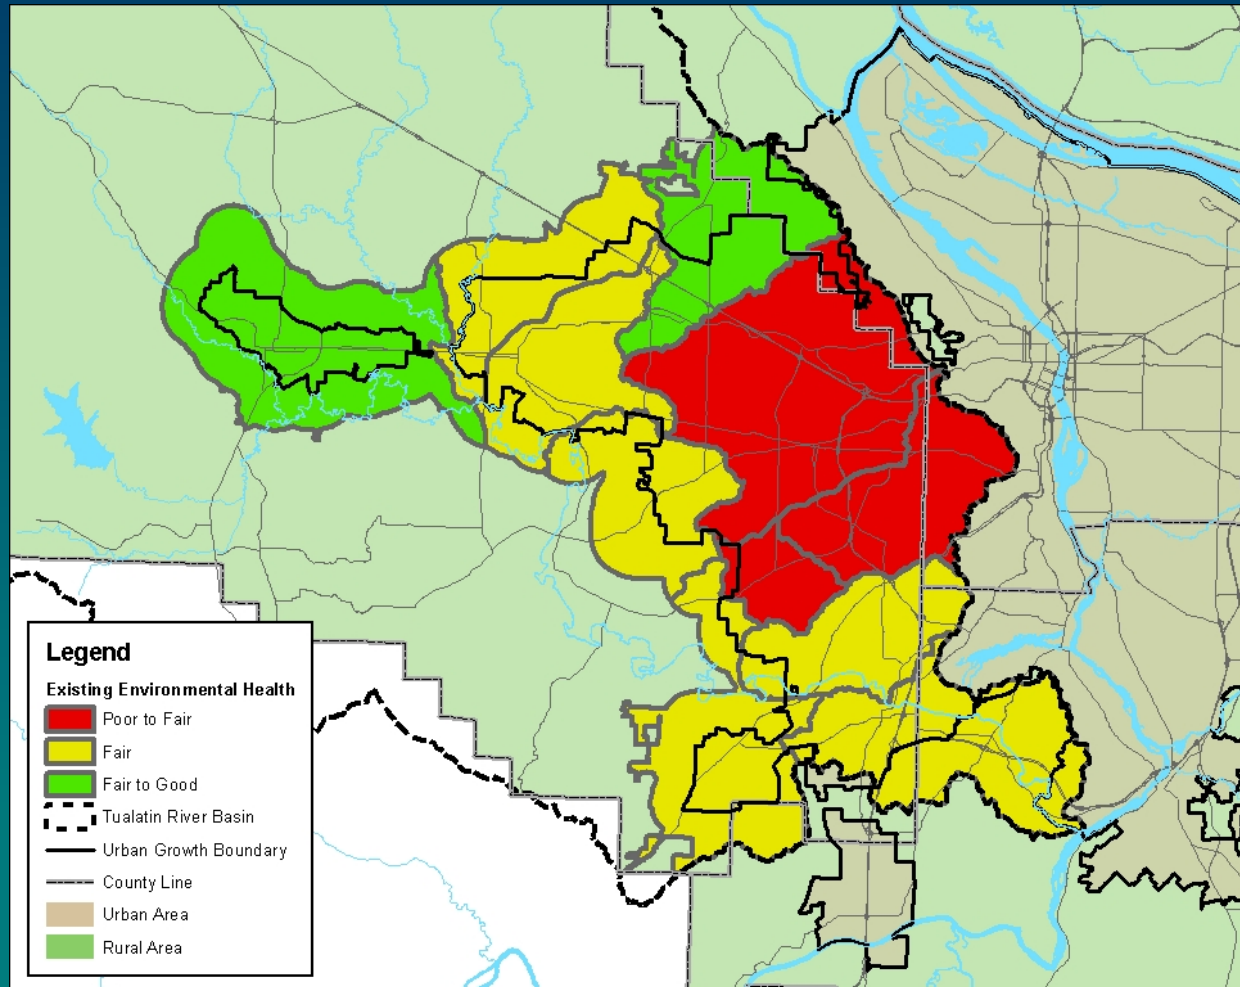 Legend
Existing Environmental Health
Poor to Fair
Fair
Fair to Good
Tualatin River Basin
Urban Growth Boundary
County Line
Urban Area
Rural Area